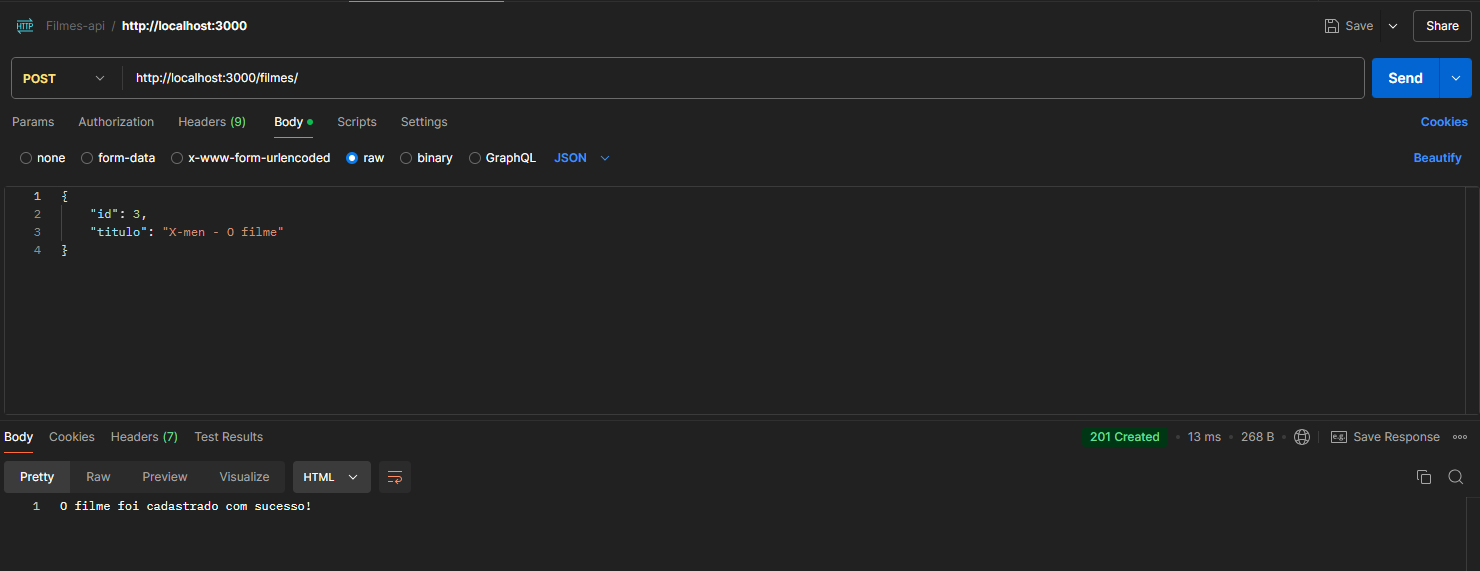 HTTP Filmes-api / http://localhost:3000 Save Share
POST http://localhost:3000/filmes/ Send
Params Authorization Headers (9) Body Scripts Settings Cookies
none form-data x-www-form-urlencoded raw binary GraphQL JSON Beautify
1 {
2 "id": 3,
3 "titulo": "X-men - O filme"
4 }
Body Cookies Headers (7) Test Results 201 Created 13 ms 268 B e.g. Save Response
Pretty Raw Preview Visualize HTML
1 O filme foi cadastrado com sucesso!